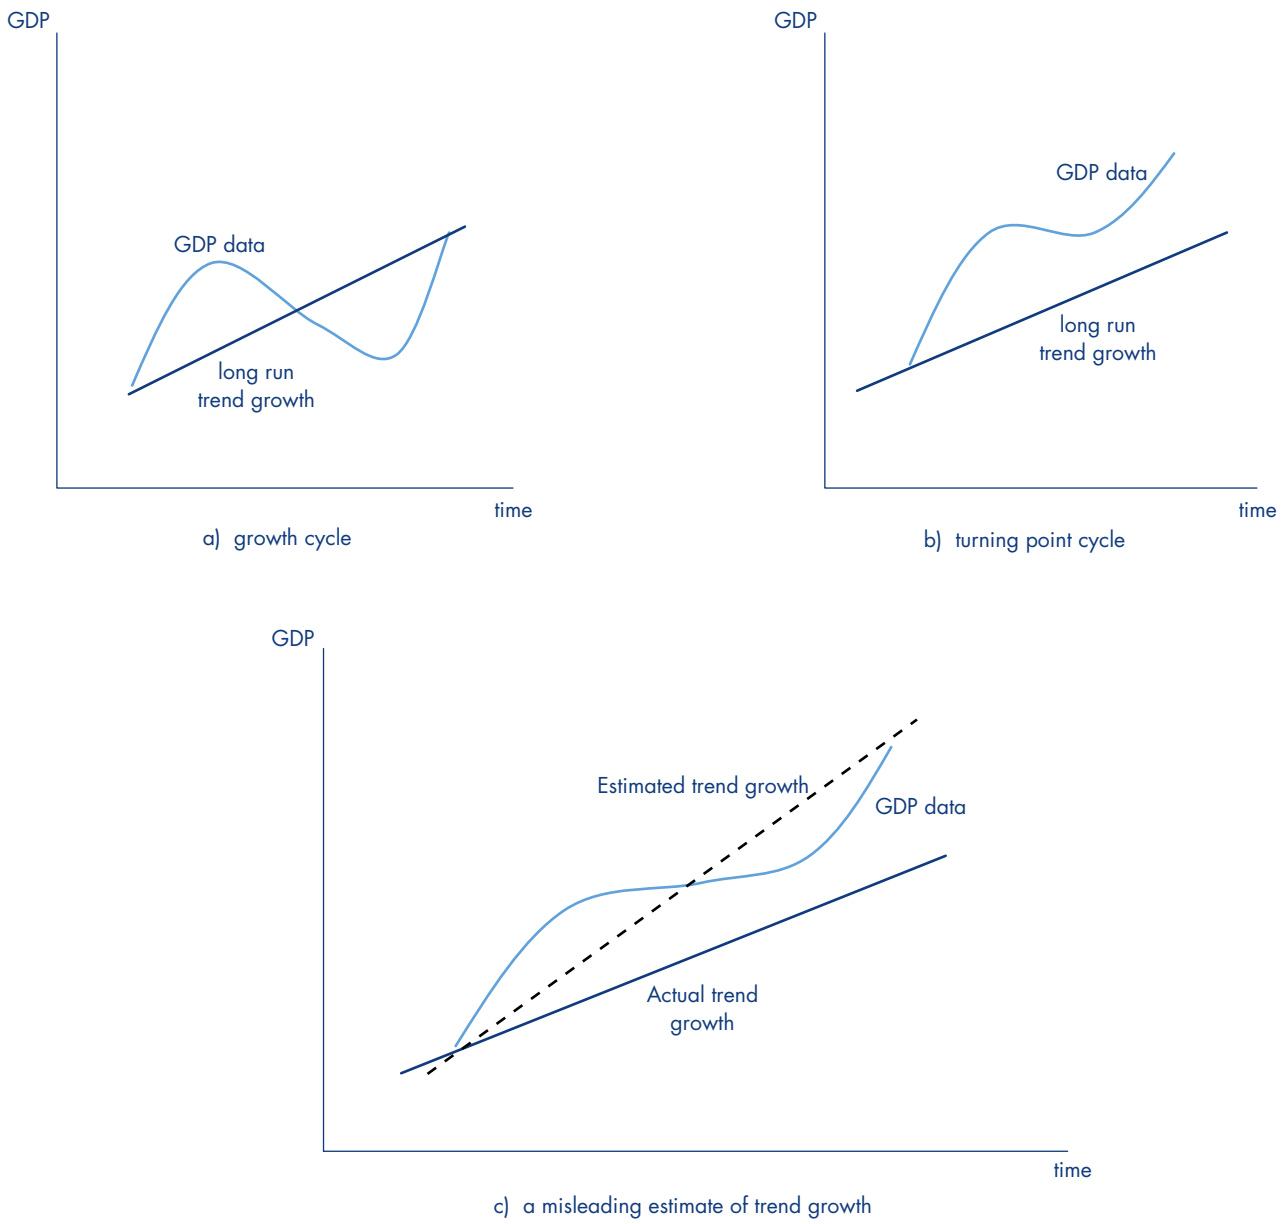 GDP
GDP data
long run
trend growth
time
a) growth cycle
GDP
GDP data
long run
trend growth
time
b) turning point cycle
GDP
Estimated trend growth
GDP data
Actual trend
growth
time
c) a misleading estimate of trend growth